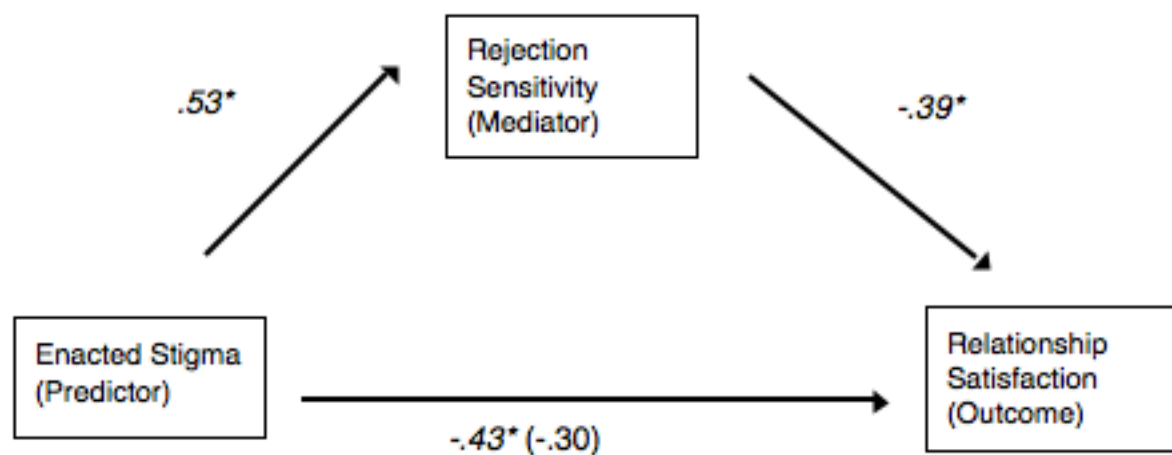 Rejection
Sensitivity
(Mediator)
.53*
-.39*
Enacted Stigma
(Predictor)
Relationship
Satisfaction
(Outcome)
-.43* (-.30)